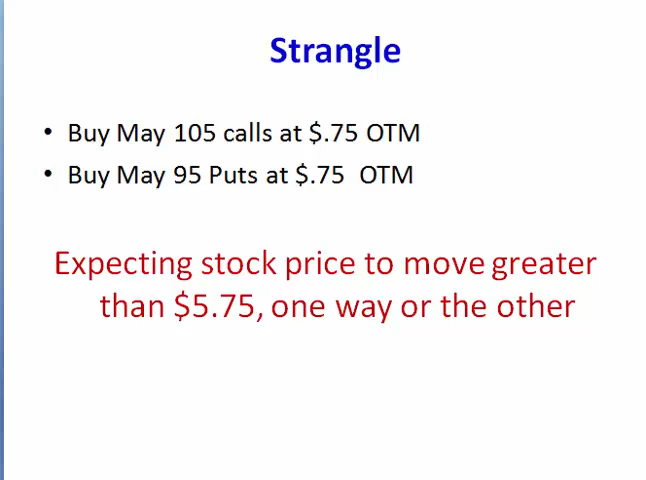 Strangle
• Buy May 105 calls at $.75 OTM
• Buy May 95 Puts at $.75 OTM
Expecting stock price to move greater
than $5.75, one way or the other